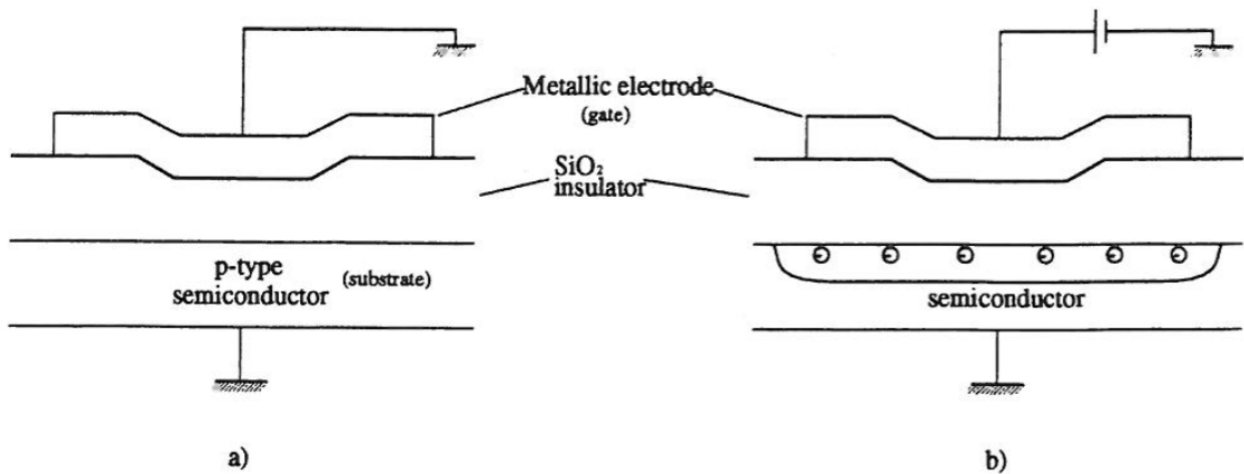 Metallic electrode
(gate)
SiO₂
insulator
p-type
semiconductor (substrate)
semiconductor
a)
b)